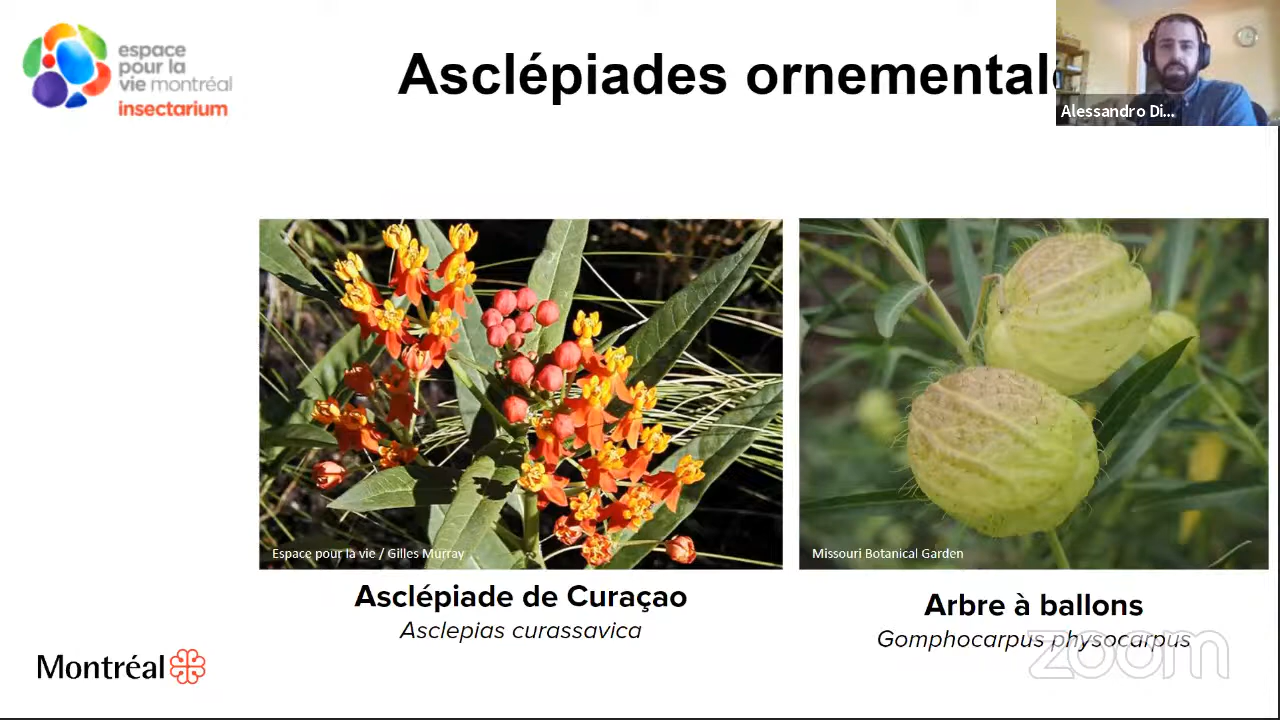 espace
pour la
vie montréal
insectarium
Asclépiades ornemental
Alessandro Di...
Espace pour la vie / Gilles Murray
Missouri Botanical Garden
Asclépiade de Curaçao
Asclepias curassavica
Arbre à ballons
Gomphocarpus physocarpus
Montréal
zoom